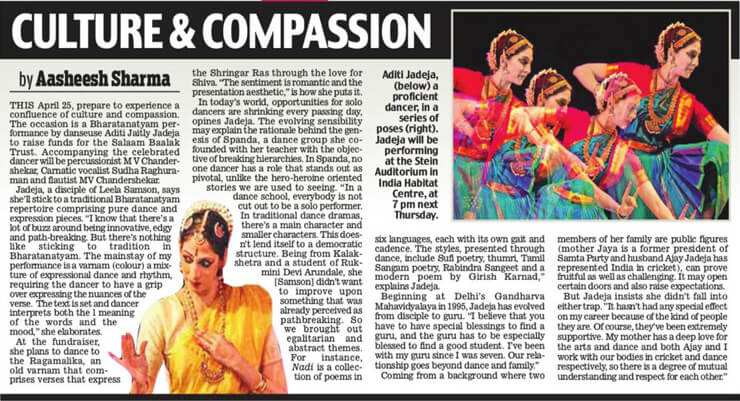 CULTURE & COMPASSION
by Aasheesh Sharma
THIS April 25, prepare to experience a
confluence of culture and compassion.
The occasion is a Bharatanatyam per-
formance by danseuse Aditi Jaitly Jadeja
to raise funds for the Salaam Baalak
Trust. Accompanying the celebrated
dancer will be percussionist M V Chander-
shekar, Carnatic vocalist Sudha Raghura-
man and flautist MV Chandershekar.
Jadeja, a disciple of Leela Samson, says
she'll stick to a traditional Bharatanatyam
repertoire comprising pure dance and
expression pieces. "I know that there's a
lot of buzz around being innovative, edgy
and path-breaking. But there's nothing
like sticking to tradition in
Bharatanatyam. The mainstay of my
performance is a varnam (colour) a mix-
ture of expressional dance and rhythm,
requiring the dancer to have a grip
over expressing the nuances of the
verse. The text is set and dancer
interprets both the l meaning
of the words and the
mood," she elaborates.
At the fundraiser,
she plans to dance to
the Ragamalika, an
old varnam that com-
prises verses that express
the Shringar Ras through the love for
Shiva. "The sentiment is romantic and the
presentation aesthetic," is how she puts it.
In today's world, opportunities for solo
dancers are shrinking every passing day,
opines Jadeja. The evolving sensibility
may explain the rationale behind the gen-
esis of Spanda, a dance group she co-
founded with her teacher with the objec-
tive of breaking hierarchies. In Spanda, no
one dancer has a role that stands out as
pivotal, unlike the hero-heroine oriented
stories we are used to seeing. "In a
dance school, everybody is not
cut out to be a solo performer.
In traditional dance dramas,
there's a main character and
smaller characters. This does-
n't lend itself to a democratic
structure. Being from Kalak-
shetra and a student of Ruk-
mini Devi Arundale, she
[Samson] didn't want
to improve upon
something that was
already perceived as
pathbreaking. So
we brought out
egalitarian and
abstract themes.
For instance,
Nadi is a collec-
tion of poems in
Aditi Jadeja,
(below) a
proficient
dancer, in a
series of
poses (right).
Jadeja will be
performing
at the Stein
Auditorium in
India Habitat
Centre, at
7 pm next
Thursday.
six languages, each with its own gait and
cadence. The styles, presented through
dance, include Sufi poetry, thumri, Tamil
Sangam poetry, Rabindra Sangeet and a
modern poem by Girish Karnad,"
explains Jadeja.
Beginning at Delhi's Gandharva
Mahavidyalaya in 1995, Jadeja has evolved
from disciple to guru. "I believe that you
have to have special blessings to find a
guru, and the guru has to be especially
blessed to find a good student. I've been
with my guru since I was seven. Our rela-
tionship goes beyond dance and family."
Coming from a background where two
members of her family are public figures
(mother Jaya is a former president of
Samta Party and husband Ajay Jadeja has
represented India in cricket), can prove
fruitful as well as challenging. It may open
certain doors and also raise expectations.
But Jadeja insists she didn't fall into
either trap. "It hasn't had any special effect
on my career because of the kind of people
they are. Of course, they've been extremely
supportive. My mother has a deep love for
the arts and dance and both Ajay and I
work with our bodies in cricket and dance
respectively, so there is a degree of mutual
understanding and respect for each other."